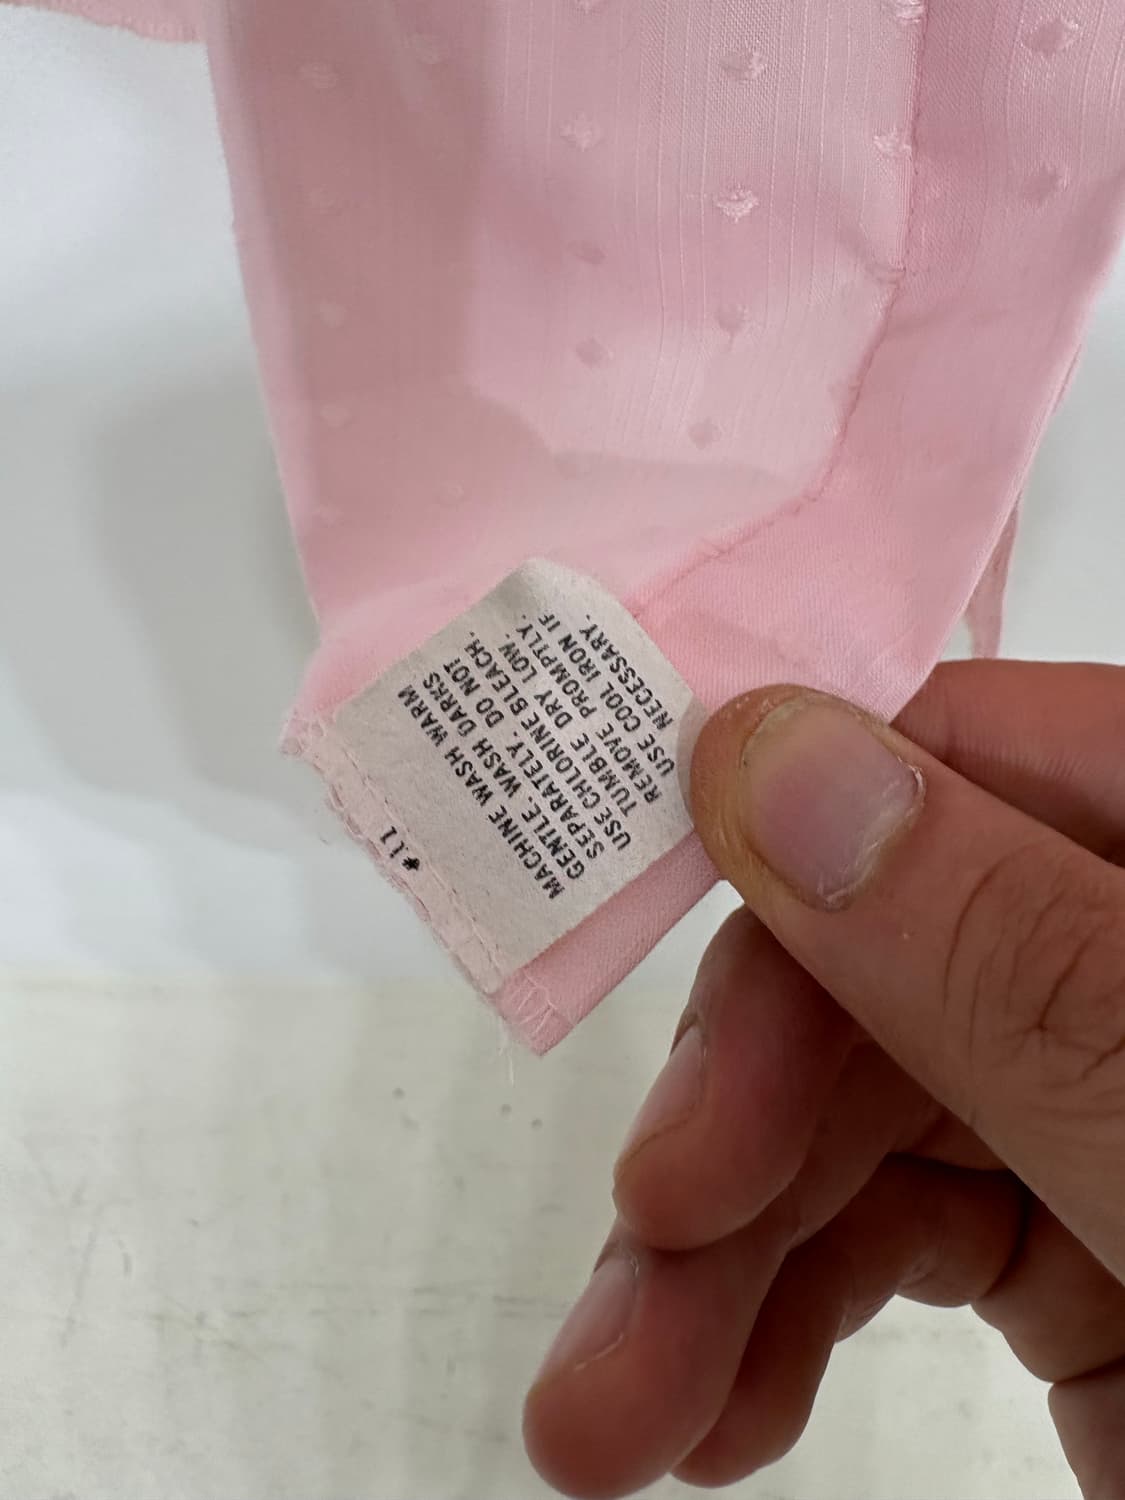 MACHINE WASH WARM
GENTLE. WASH DARKS
SEPARATELY. DO NOT
USE CHLORINE BLEACH.
TUMBLE DRY LOW.
REMOVE PROMPTLY.
USE COOL IRON IF
NECESSARY.
#11